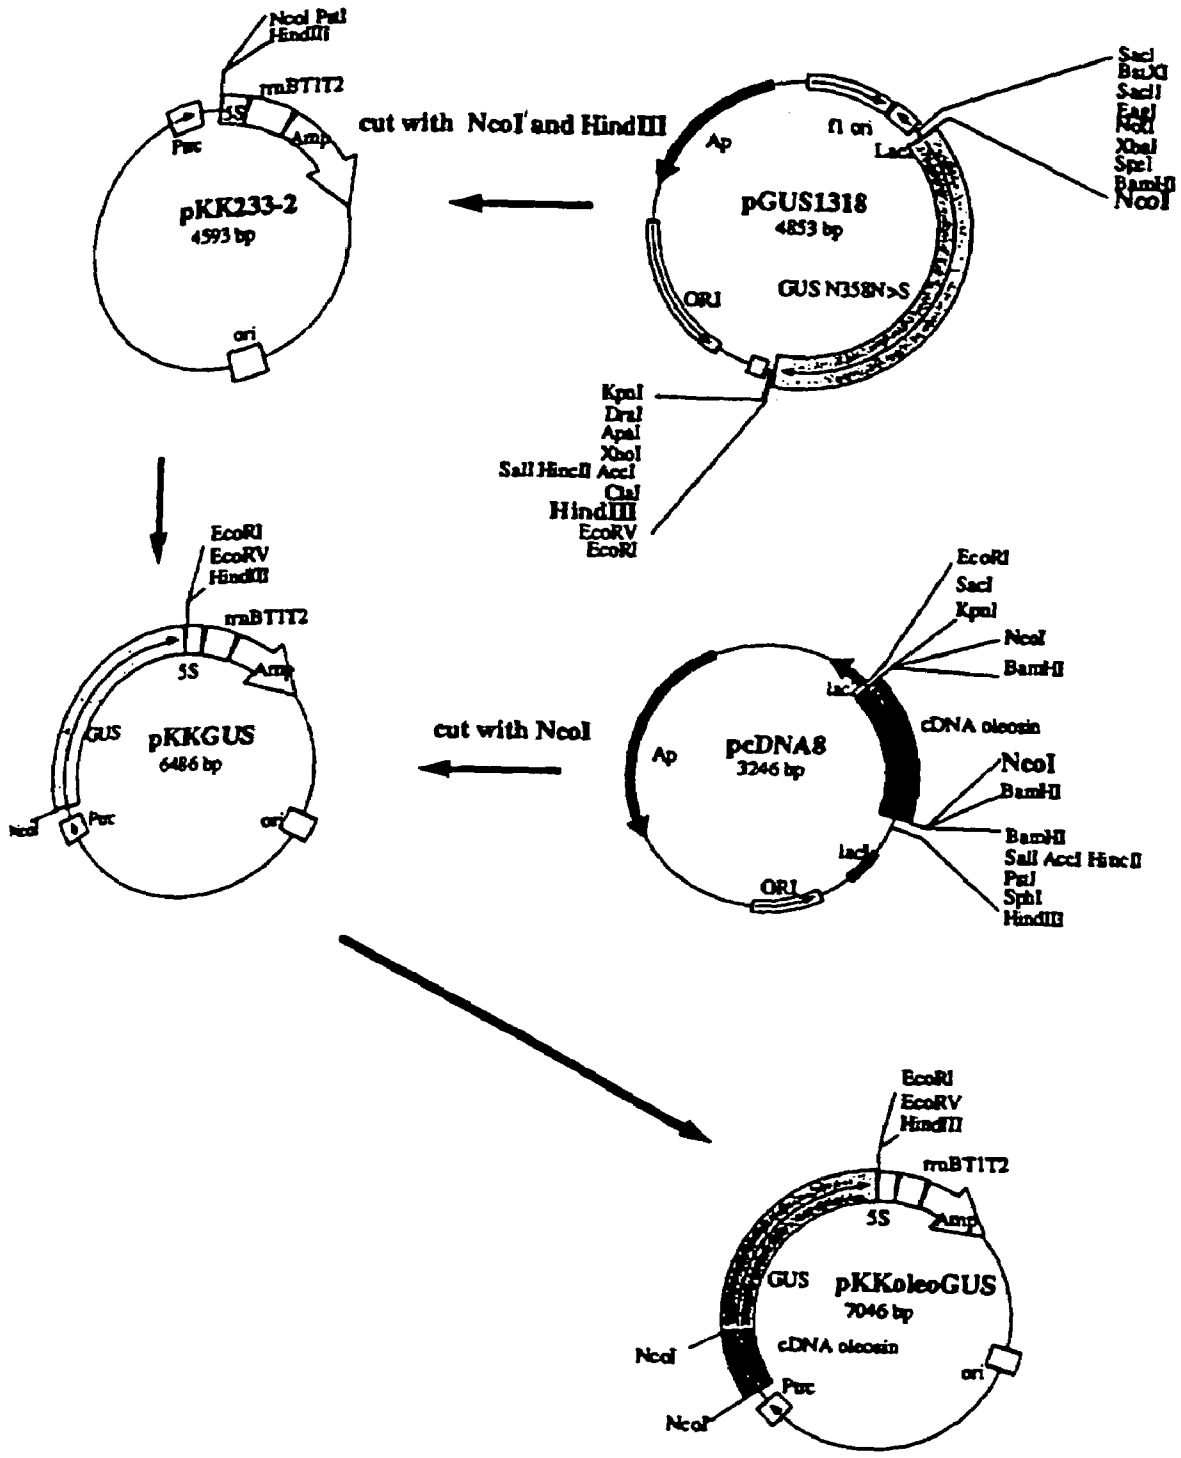 NcoI PstI
HindIII
rrnBT1T2
5S
Ptrc
Amp
pKK233-2
4593 bp
ori
cut with NcoI and HindIII
Ap
f1 ori
Lac
pGUS1318
4853 bp
GUS N358N>S
ORI
SacI
BstXI
SacII
EagI
NotI
XbaI
SpeI
BamHI
NcoI
KpnI
DraI
ApaI
XhoI
SalI HincII AccI
ClaI
HindIII
EcoRV
EcoRI
EcoRI
EcoRV
HindIII
rrnBT1T2
5S
Amp
GUS
pKKGUS
6486 bp
NcoI
Ptrc
ori
cut with NcoI
EcoRI
SacI
KpnI
NcoI
BamHI
lac
cDNA oleosin
Ap
pcDNA8
3246 bp
NcoI
BamHI
BamHI
SalI AccI HincII
PstI
SphI
HindIII
lacI
ORI
EcoRI
EcoRV
HindIII
rrnBT1T2
5S
Amp
GUS
pKKoleoGUS
7046 bp
NcoI
cDNA oleosin
ori
Ptrc
NcoI